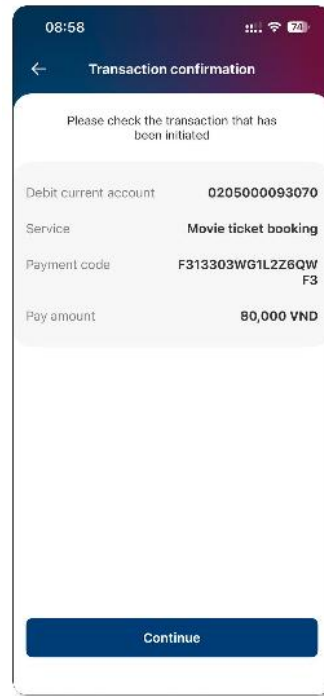 08:58
74
Transaction confirmation
Please check the transaction that has
been initiated
Debit current account 0205000093070
Service Movie ticket booking
Payment code F313303WG1L2Z6QW
F3
Pay amount 80,000 VND
Continue